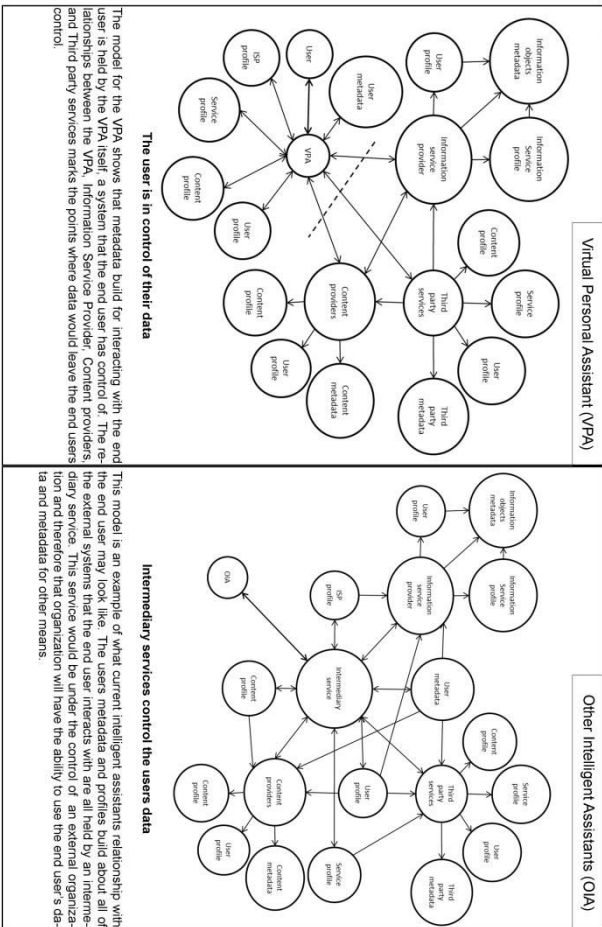 Virtual Personal Assistant (VPA)
Information
objects
metadata
Information
Service
profile
User
profile
Information
service
provider
Content
profile
Service
profile
Third
party
services
User
profile
Third
party
metadata
User
metadata
User
ISP
profile
VPA
Service
profile
Content
profile
User
profile
Content
providers
Content
profile
User
profile
Content
metadata
The user is in control of their data
The model for the VPA shows that metadata build for interacting with the end
user is held by the VPA itself, a system that the end user has control of. The re-
lationships between the VPA, Information Service Provider, Content providers,
and Third party services marks the points where data would leave the end users
control.
Other Intelligent Assistants (OIA)
Information
objects
metadata
Information
Service
profile
User
profile
Information
service
provider
ISP
profile
User
metadata
Content
profile
Service
profile
Third
party
services
User
profile
Third
party
metadata
OIA
Intermediary
service
User
profile
Content
profile
Content
providers
Service
profile
Content
profile
User
profile
Content
metadata
Intermediary services control the users data
This model is an example of what current intelligent assistants relationship with
the end user may look like. The users metadata and profiles build about all of
the external systems that the end user interacts with are all held by an interme-
diary service. This service would be under the control of an external organiza-
tion and therefore that organization will have the ability to use the end user's da-
ta and metadata for other means.